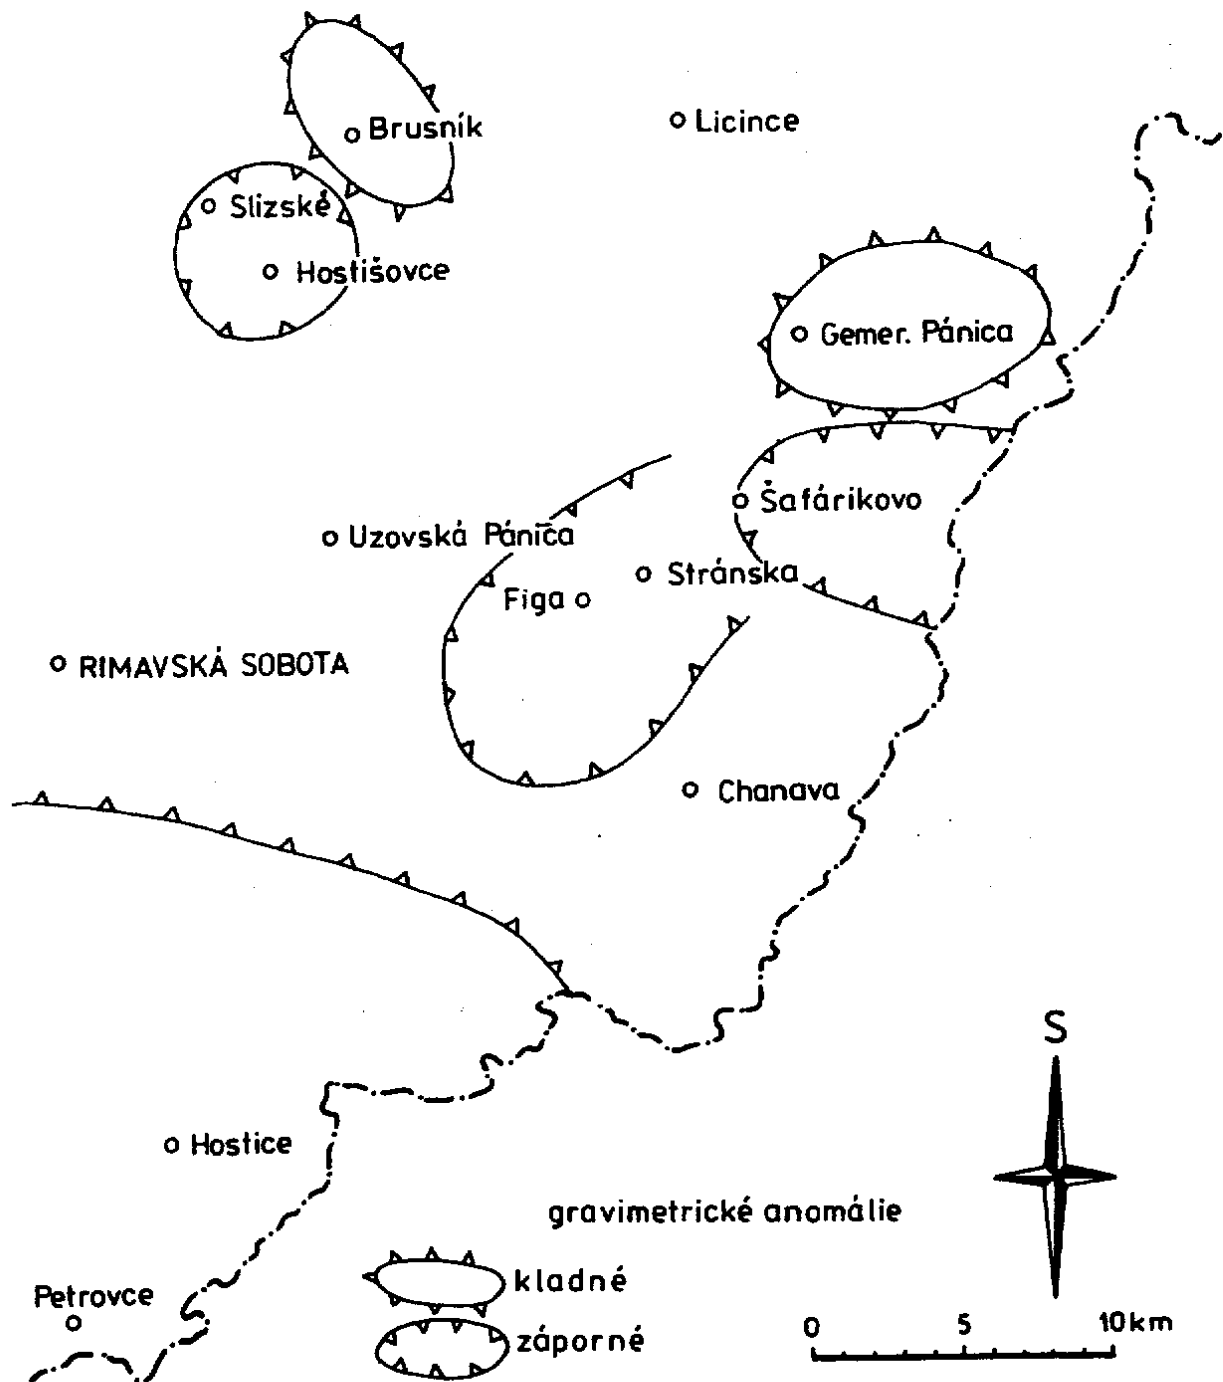 Licince
Brusník
Slizské
Hostišovce
Gemer. Pánica
Šafárikovo
Uzovská Pánica
Stránska
Figa
RIMAVSKÁ SOBOTA
Chanava
S
Hostice
gravimetrické anomálie
kladné
Petrovce
záporné
0 5 10km